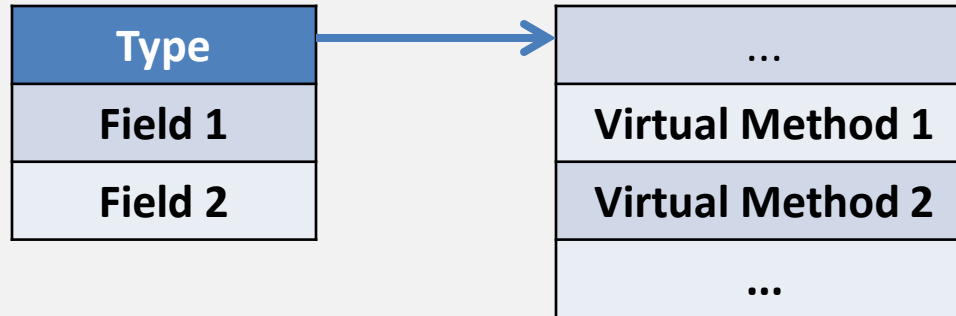 Type
Field 1
Field 2
...
Virtual Method 1
Virtual Method 2
...